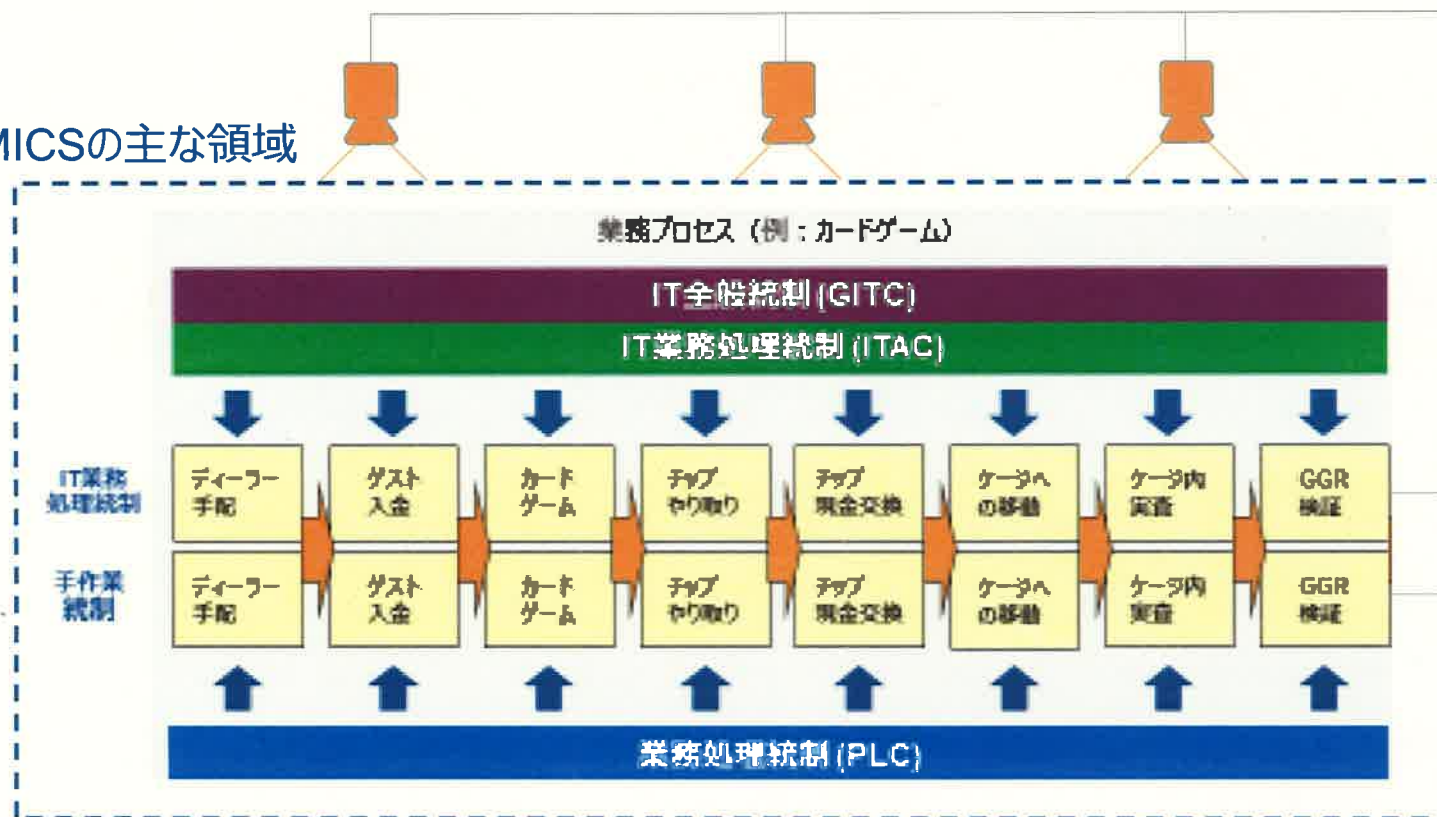 MICSの主な領域
業務プロセス（例：カードゲーム）
IT全般統制(GITC)
IT業務処理統制(ITAC)
IT業務
処理統制
ディーラー
手配
ゲスト
入金
カード
ゲーム
チップ
やり取り
チップ
現金交換
ケージへ
の移動
ケージ内
実査
GGR
検証
手作業
統制
ディーラー
手配
ゲスト
入金
カード
ゲーム
チップ
やり取り
チップ
現金交換
ケージへ
の移動
ケージ内
実査
GGR
検証
業務処理統制(PLC)